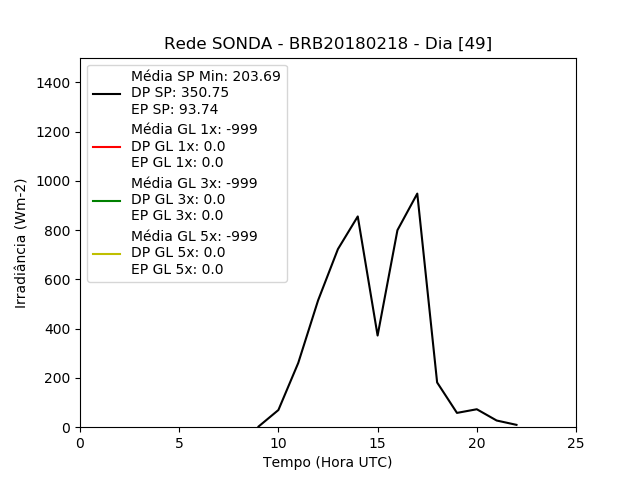 Rede SONDA - BRB20180218 - Dia [49]
Média SP Min: 203.69
DP SP: 350.75
EP SP: 93.74
Média GL 1x: -999
DP GL 1x: 0.0
EP GL 1x: 0.0
Média GL 3x: -999
DP GL 3x: 0.0
EP GL 3x: 0.0
Média GL 5x: -999
DP GL 5x: 0.0
EP GL 5x: 0.0
Irradiância (Wm-2)
1400
1200
1000
800
600
400
200
0
0 5 10 15 20 25
Tempo (Hora UTC)